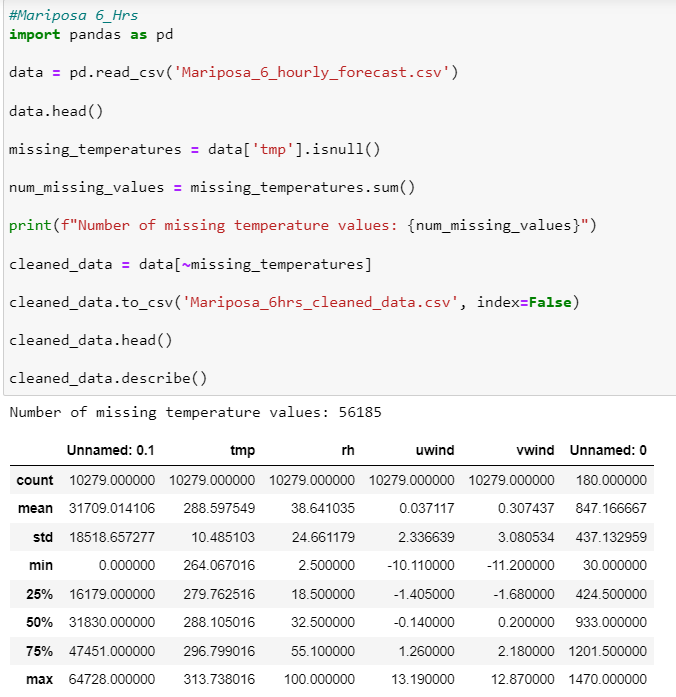 #Mariposa 6_Hrs
import pandas as pd
data = pd.read_csv('Mariposa_6_hourly_forecast.csv')
data.head()
missing_temperatures = data['tmp'].isnull()
num_missing_values = missing_temperatures.sum()
print(f"Number of missing temperature values: {num_missing_values}")
cleaned_data = data[~missing_temperatures]
cleaned_data.to_csv('Mariposa_6hrs_cleaned_data.csv', index=False)
cleaned_data.head()
cleaned_data.describe()
Number of missing temperature values: 56185
Unnamed: 0.1 tmp rh uwind vwind Unnamed: 0
count 10279.000000 10279.000000 10279.000000 10279.000000 10279.000000 180.000000
mean 31709.014106 288.597549 38.641035 0.037117 0.307437 847.166667
std 18518.657277 10.485103 24.661179 2.336639 3.080534 437.132959
min 0.000000 264.067016 2.500000 -10.110000 -11.200000 30.000000
25% 16179.000000 279.762516 18.500000 -1.405000 -1.680000 424.500000
50% 31830.000000 288.105016 32.500000 -0.140000 0.200000 933.000000
75% 47451.000000 296.799016 55.100000 1.260000 2.180000 1201.500000
max 64728.000000 313.738016 100.000000 13.190000 12.870000 1470.000000